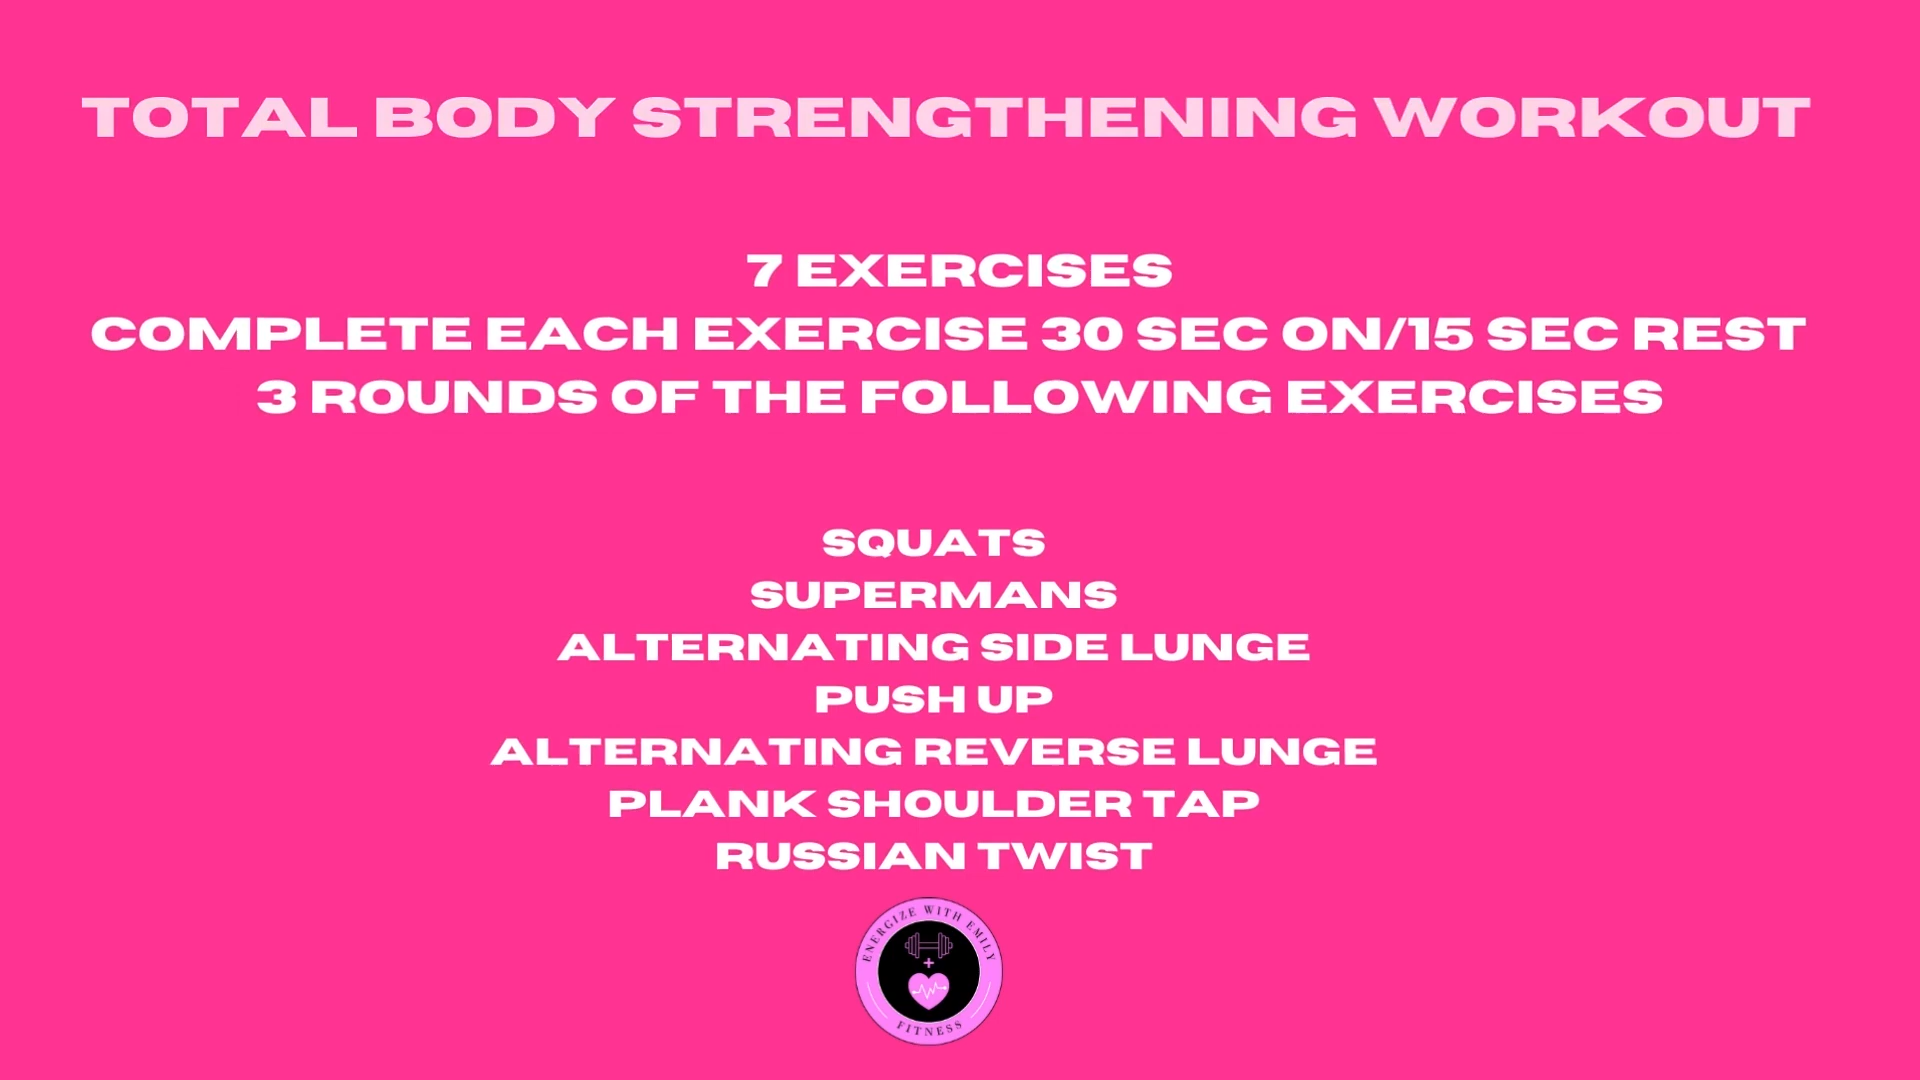 TOTAL BODY STRENGTHENING WORKOUT
7 EXERCISES
COMPLETE EACH EXERCISE 30 SEC ON/15 SEC REST
3 ROUNDS OF THE FOLLOWING EXERCISES
SQUATS
SUPERMANS
ALTERNATING SIDE LUNGE
PUSH UP
ALTERNATING REVERSE LUNGE
PLANK SHOULDER TAP
RUSSIAN TWIST
ENERGIZE WITH EMILY
+
FITNESS